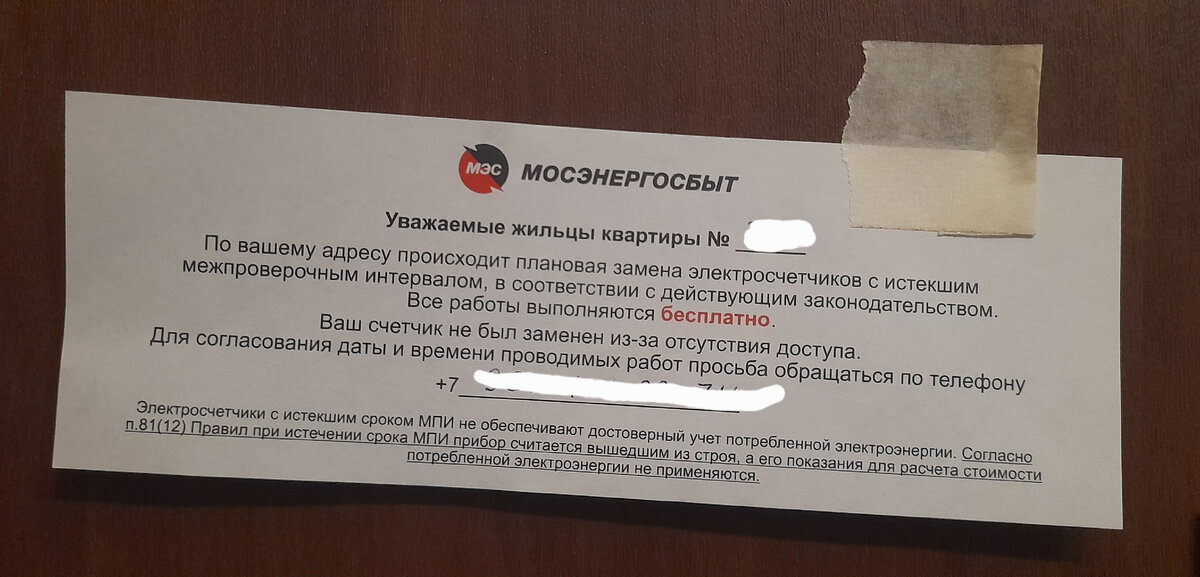 МЭС МОСЭНЕРГОСБЫТ
Уважаемые жильцы квартиры №
По вашему адресу происходит плановая замена электросчетчиков с истекшим
межпроверочным интервалом, в соответствии с действующим законодательством.
Все работы выполняются бесплатно.
Ваш счетчик не был заменен из-за отсутствия доступа.
Для согласования даты и времени проводимых работ просьба обращаться по телефону
+7
Электросчетчики с истекшим сроком МПИ не обеспечивают достоверный учет потребленной электроэнергии. Согласно
п.81(12) Правил при истечении срока МПИ прибор считается вышедшим из строя, а его показания для расчета стоимости
потребленной электроэнергии не применяются.